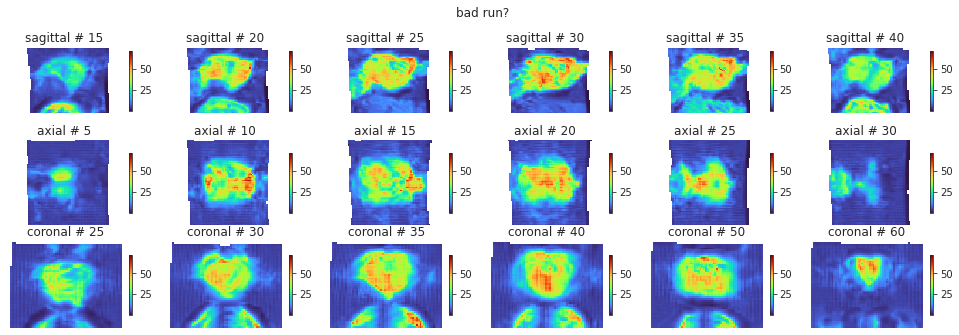 bad run?
sagittal # 15 sagittal # 20 sagittal # 25 sagittal # 30 sagittal # 35 sagittal # 40
50 50 50 50 50 50
25 25 25 25 25 25
axial # 5 axial # 10 axial # 15 axial # 20 axial # 25 axial # 30
50 50 50 50 50 50
25 25 25 25 25 25
coronal # 25 coronal # 30 coronal # 35 coronal # 40 coronal # 50 coronal # 60
50 50 50 50 50 50
25 25 25 25 25 25